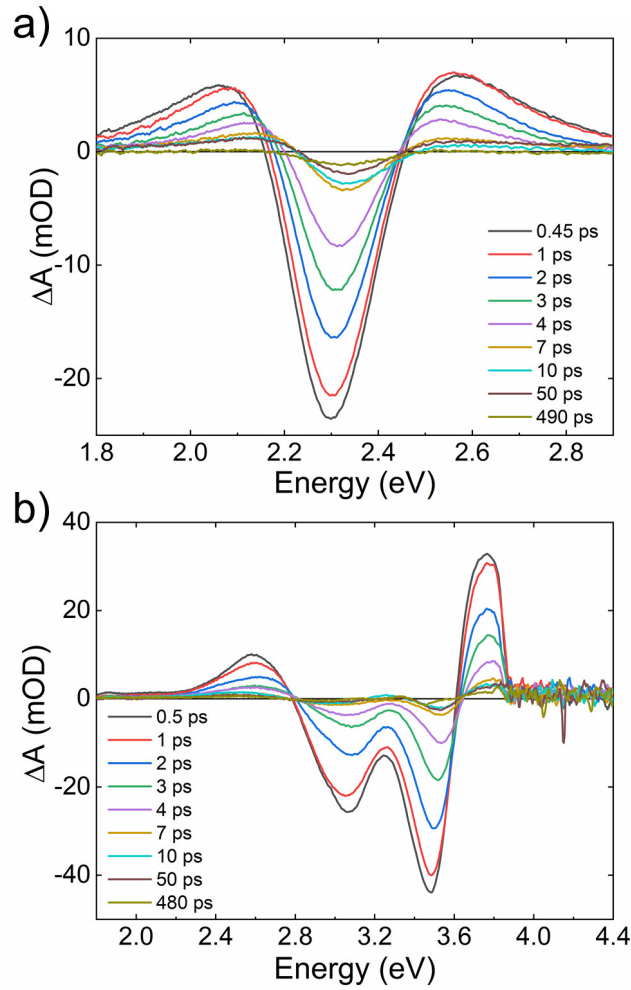 a)
10
0
-10
-20
ΔA (mOD)
0.45 ps
1 ps
2 ps
3 ps
4 ps
7 ps
10 ps
50 ps
490 ps
1.8 2.0 2.2 2.4 2.6 2.8
Energy (eV)
b)
40
20
0
-20
-40
ΔA (mOD)
0.5 ps
1 ps
2 ps
3 ps
4 ps
7 ps
10 ps
50 ps
480 ps
2.0 2.4 2.8 3.2 3.6 4.0 4.4
Energy (eV)